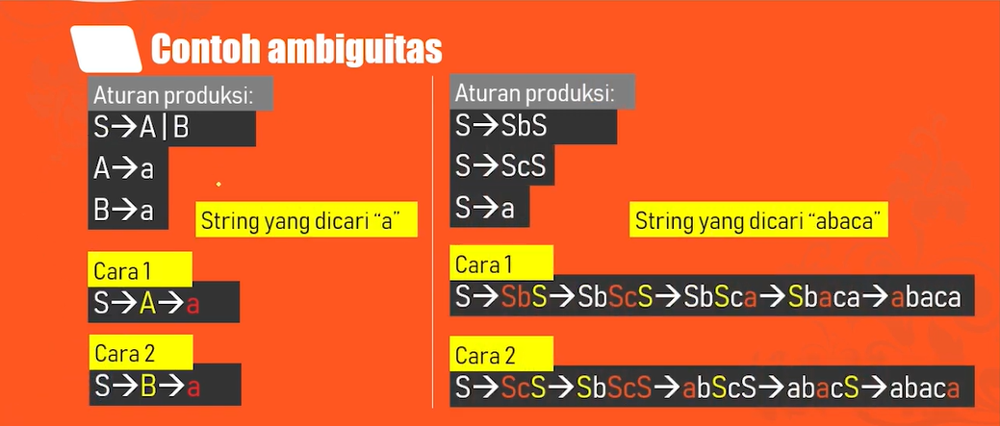 Contoh ambiguitas
Aturan produksi:
S→A|B
A→a
B→a
String yang dicari “a”
Cara 1
S→A→a
Cara 2
S→B→a
Aturan produksi:
S→SbS
S→ScS
S→a
String yang dicari “abaca”
Cara 1
S→SbS→SbScS→SbSca→Sbaca→abaca
Cara 2
S→ScS→SbScS→abScS→abacS→abaca